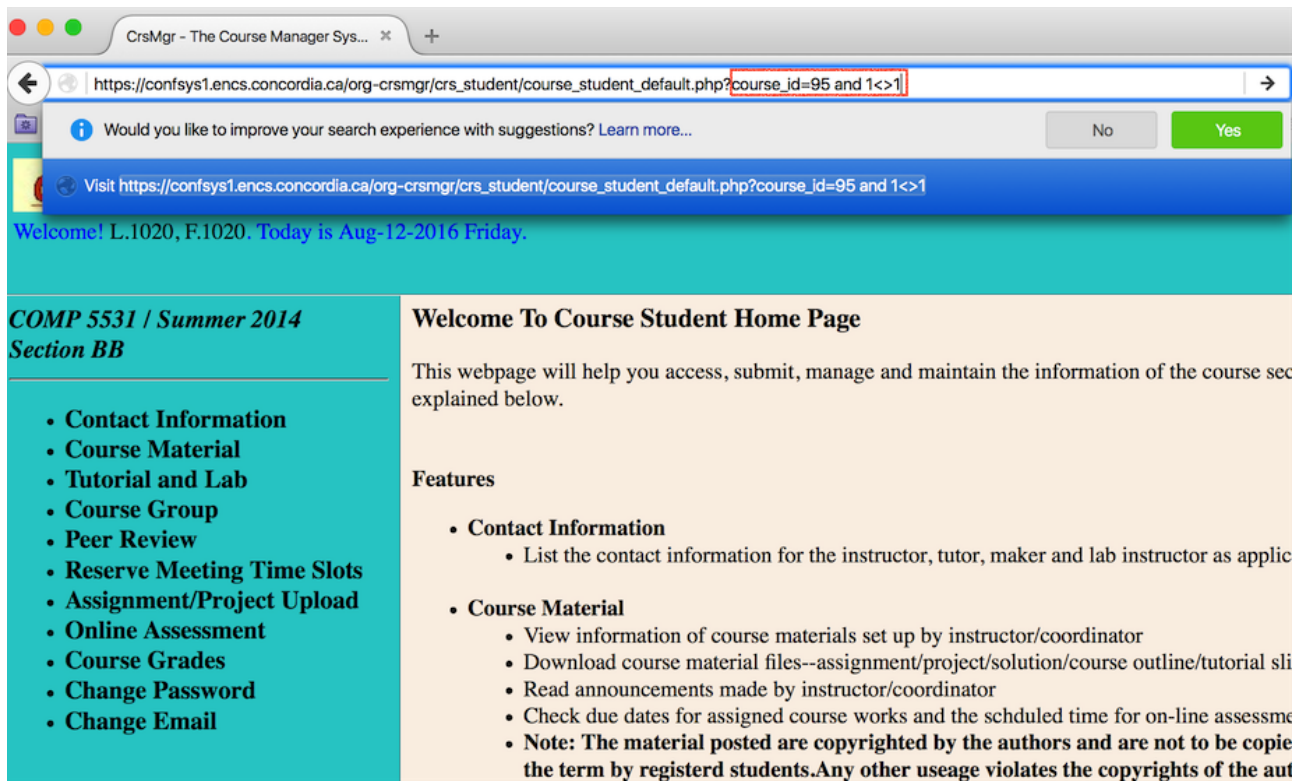 CrsMgr - The Course Manager Sys...
https://confsys1.encs.concordia.ca/org-crsmgr/crs_student/course_student_default.php?course_id=95 and 1<>1
Would you like to improve your search experience with suggestions? Learn more...
No
Yes
Visit https://confsys1.encs.concordia.ca/org-crsmgr/crs_student/course_student_default.php?course_id=95 and 1<>1
Welcome! L.1020, F.1020. Today is Aug-12-2016 Friday.
COMP 5531 / Summer 2014
Section BB
• Contact Information
• Course Material
• Tutorial and Lab
• Course Group
• Peer Review
• Reserve Meeting Time Slots
• Assignment/Project Upload
• Online Assessment
• Course Grades
• Change Password
• Change Email
Welcome To Course Student Home Page
This webpage will help you access, submit, manage and maintain the information of the course sec
explained below.
Features
• Contact Information
• List the contact information for the instructor, tutor, maker and lab instructor as applic
• Course Material
• View information of course materials set up by instructor/coordinator
• Download course material files--assignment/project/solution/course outline/tutorial sli
• Read announcements made by instructor/coordinator
• Check due dates for assigned course works and the schduled time for on-line assessme
• Note: The material posted are copyrighted by the authors and are not to be copie
the term by registerd students.Any other useage violates the copyrights of the aut